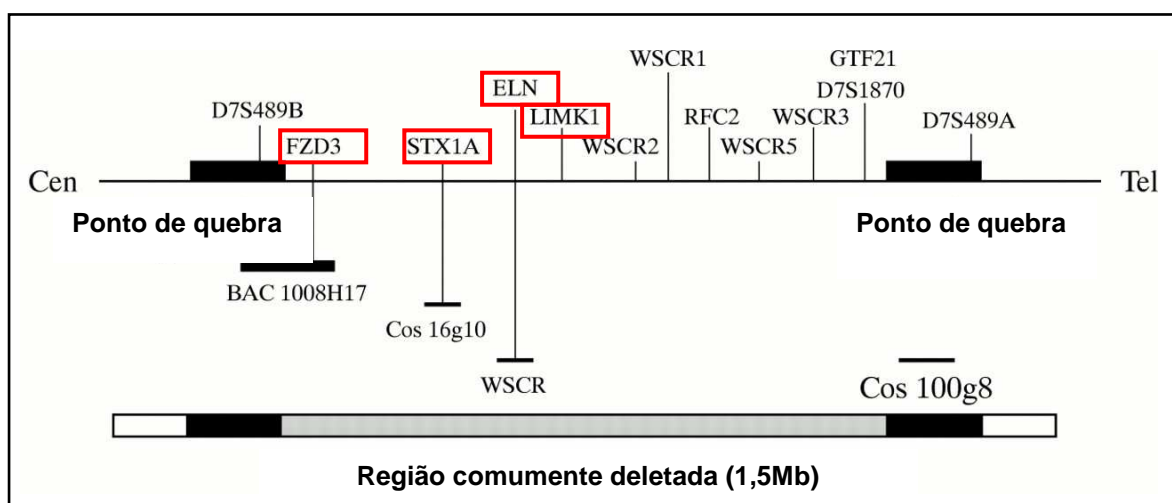 WSCR1
GTF21
ELN
D7S1870
D7S489B
LIMK1
RFC2
WSCR3
D7S489A
FZD3
STX1A
WSCR2
WSCR5
Cen
Tel
Ponto de quebra
Ponto de quebra
BAC 1008H17
Cos 16g10
WSCR
Cos 100g8
Região comumente deletada (1,5Mb)